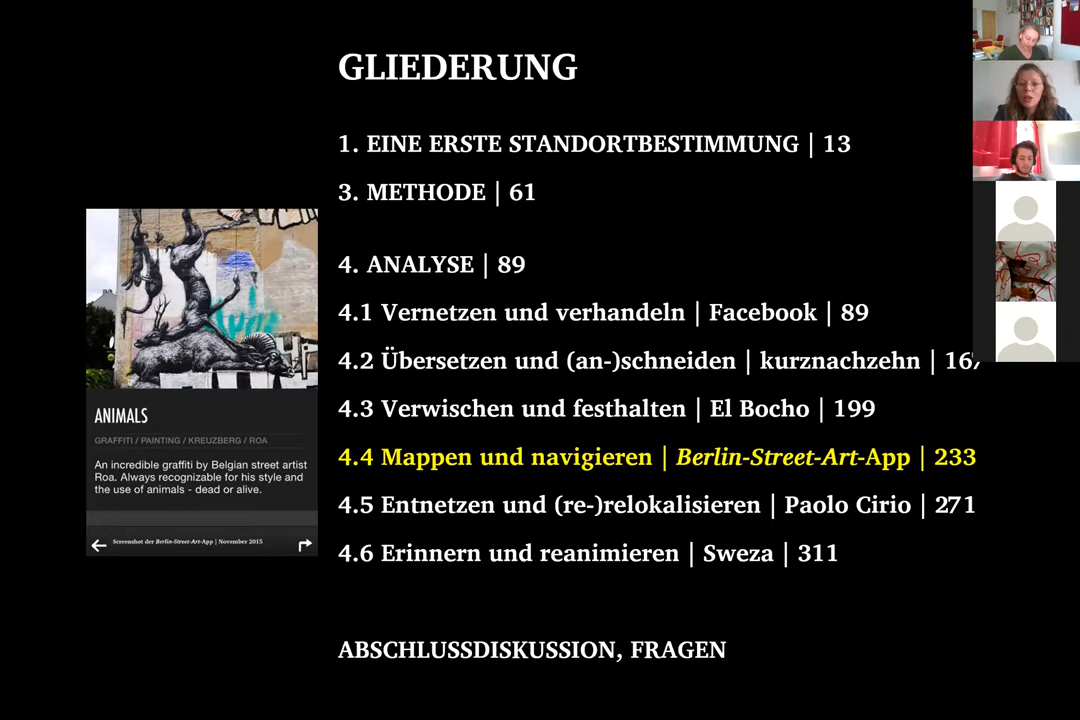 GLIEDERUNG
1. EINE ERSTE STANDORTBESTIMMUNG | 13
3. METHODE | 61
4. ANALYSE | 89
4.1 Vernetzen und verhandeln | Facebook | 89
4.2 Übersetzen und (an-)schneiden | kurznachzehn |
4.3 Verwischen und festhalten | El Bocho | 199
4.4 Mappen und navigieren | Berlin-Street-Art-App | 233
4.5 Entnetzen und (re-)relokalisieren | Paolo Cirio | 271
4.6 Erinnern und reanimieren | Sweza | 311
ABSCHLUSSDISKUSSION, FRAGEN
ANIMALS
GRAFFITI / PAINTING / KREUZBERG / ROA
An incredible graffiti by Belgian street artist
Roa. Always recognizable for his style and
the use of animals - dead or alive.
Screenshot der Berlin-Street-Art-App | November 2015